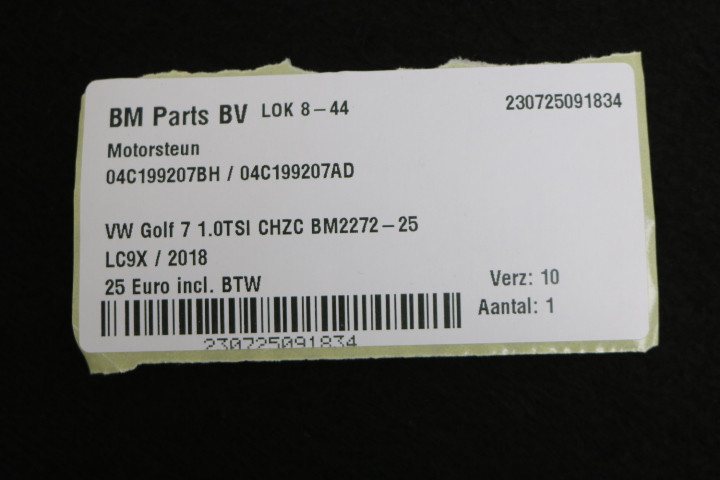 BM Parts BV LOK 8-44 230725091834
Motorsteun
04C199207BH / 04C199207AD
VW Golf 7 1.0TSI CHZC BM2272-25
LC9X / 2018
25 Euro incl. BTW Verz: 10
Aantal: 1
230725091834